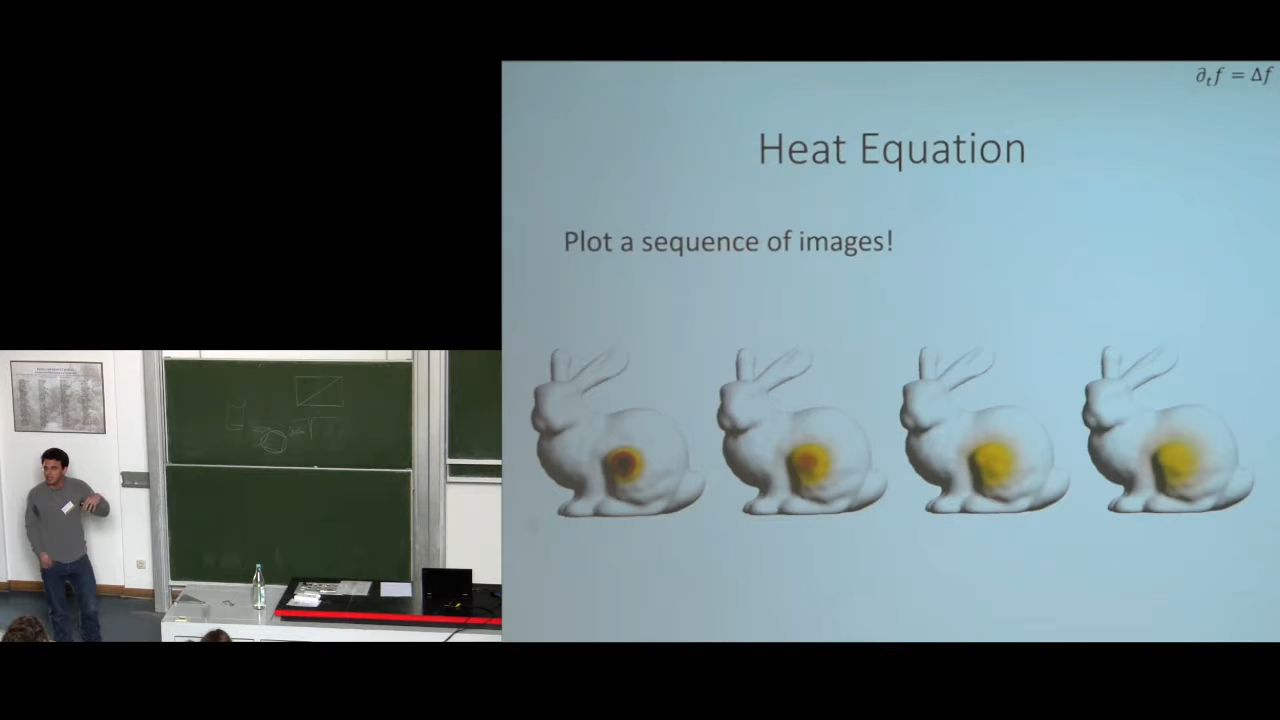 ∂ₜf = Δf
Heat Equation
Plot a sequence of images!